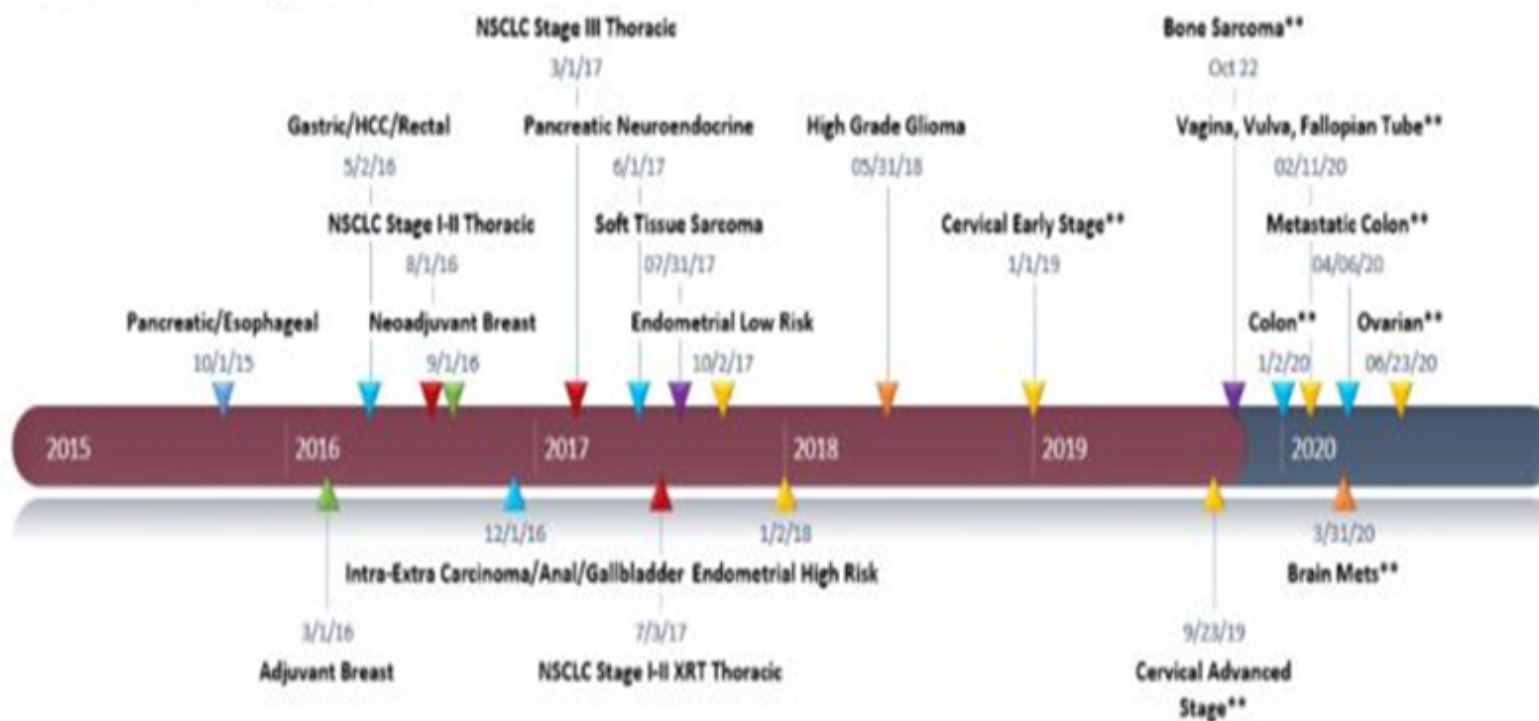 NSCLC Stage III Thoracic
3/1/17
Bone Sarcoma**
Oct 22
Gastric/HCC/Rectal
5/2/16
Pancreatic Neuroendocrine
6/1/17
High Grade Glioma
05/31/18
Vagina, Vulva, Fallopian Tube**
02/11/20
NSCLC Stage I-II Thoracic
8/1/16
Soft Tissue Sarcoma
07/31/17
Cervical Early Stage**
1/1/19
Metastatic Colon**
04/06/20
Pancreatic/Esophageal
10/1/15
Neoadjuvant Breast
9/1/16
Endometrial Low Risk
10/2/17
Colon**
1/2/20
Ovarian**
06/23/20
2015
2016
2017
2018
2019
2020
12/1/16
Intra-Extra Carcinoma/Anal/Gallbladder
1/2/18
Endometrial High Risk
3/31/20
Brain Mets**
3/1/16
Adjuvant Breast
7/3/17
NSCLC Stage I-II XRT Thoracic
9/23/19
Cervical Advanced
Stage**